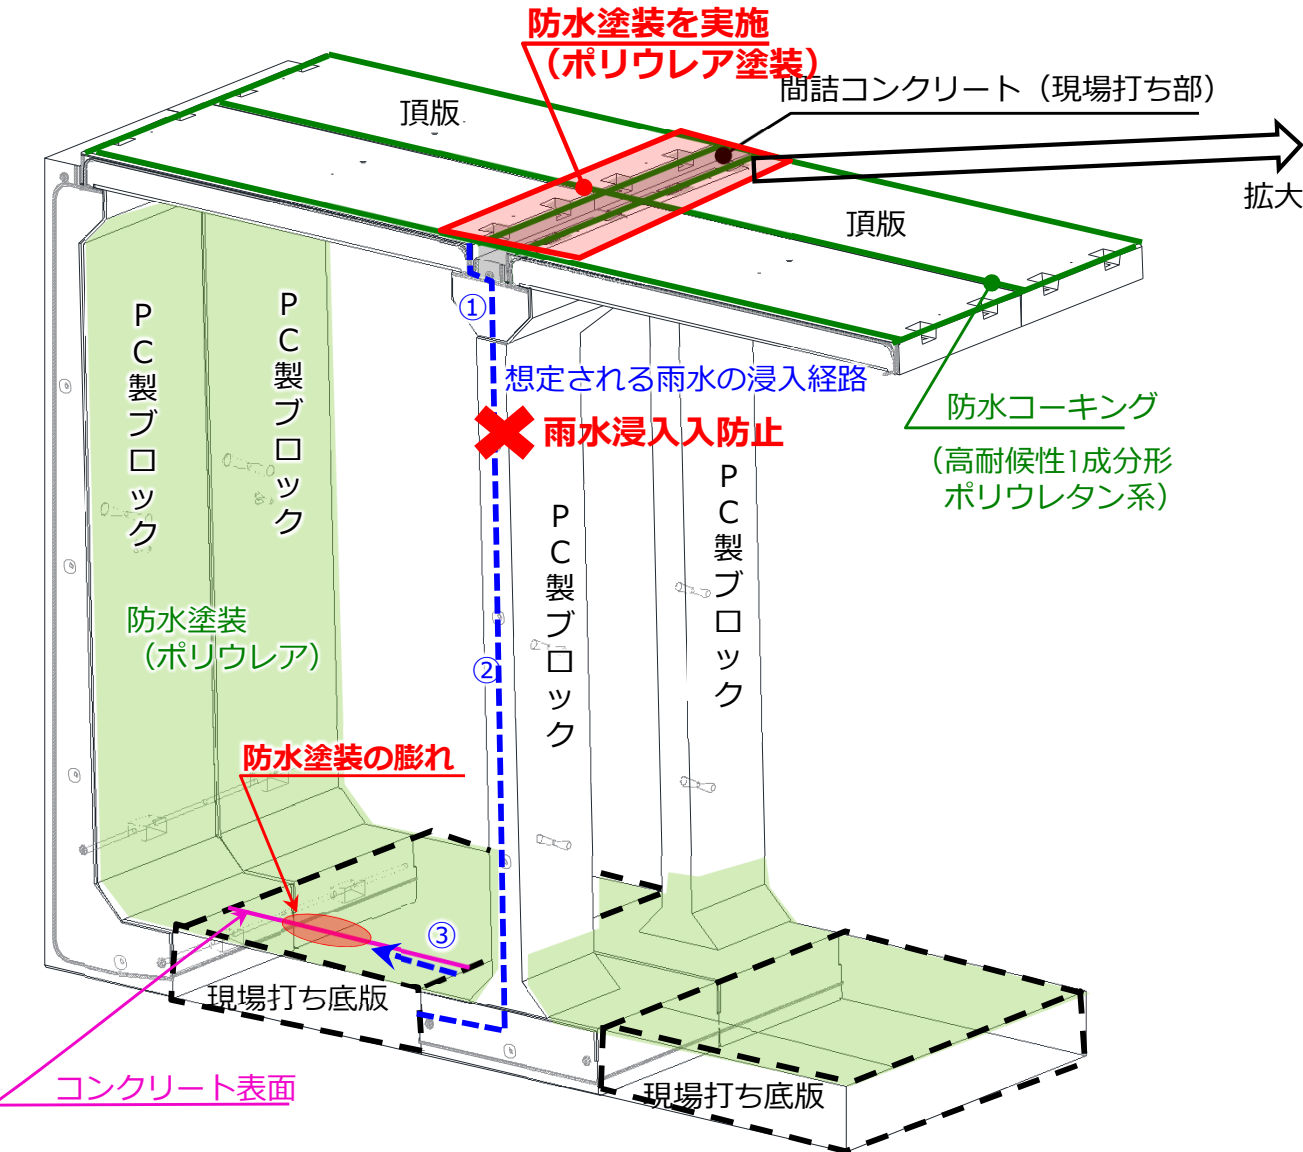 防水塗装を実施
（ポリウレア塗装）
間詰コンクリート（現場打ち部）
頂版
拡大
頂版
①
想定される雨水の浸入経路
雨水浸入入防止
防水コーキング
（高耐候性1成分形
ポリウレタン系）
PC製ブロック
PC製ブロック
PC製ブロック
PC製ブロック
防水塗装
（ポリウレア）
②
防水塗装の膨れ
③
現場打ち底版
コンクリート表面
現場打ち底版